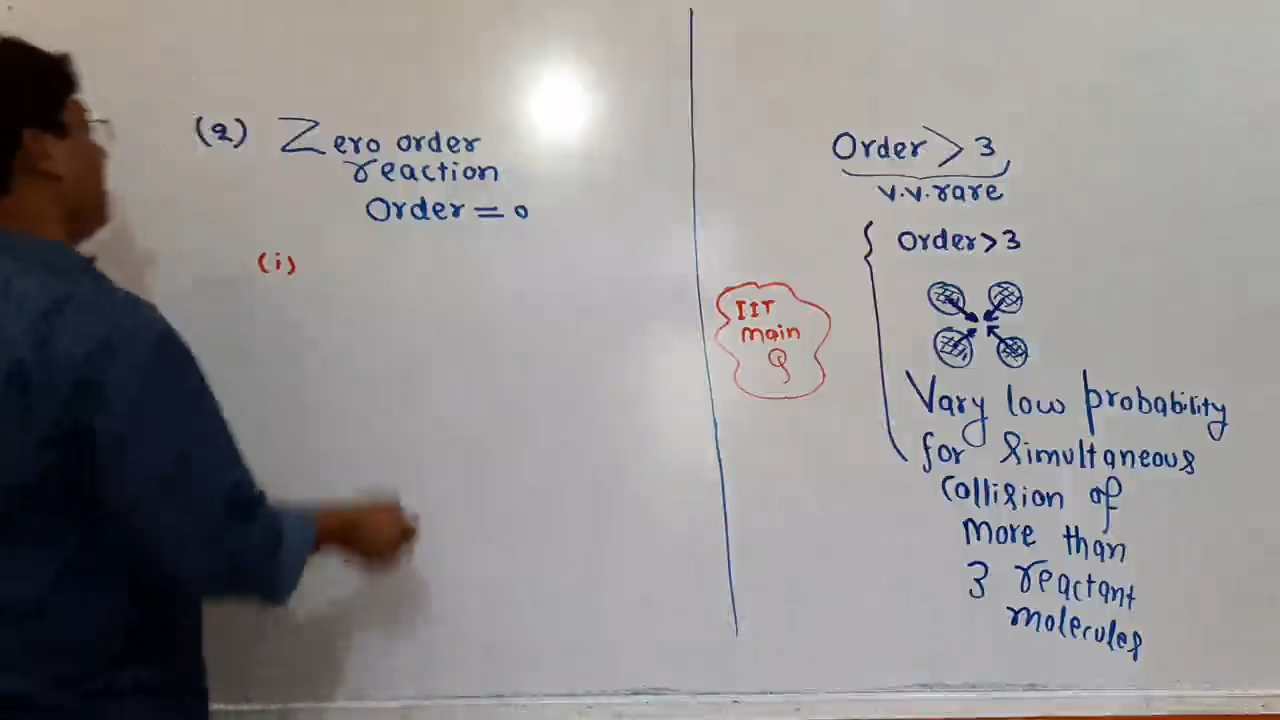 (2) Zero order
reaction
Order = 0
(i)
Order > 3
v.v. rare
Order > 3
IIT
main
Q
Vary low probability
for simultaneous
collision of
more than
3 reactant
molecules